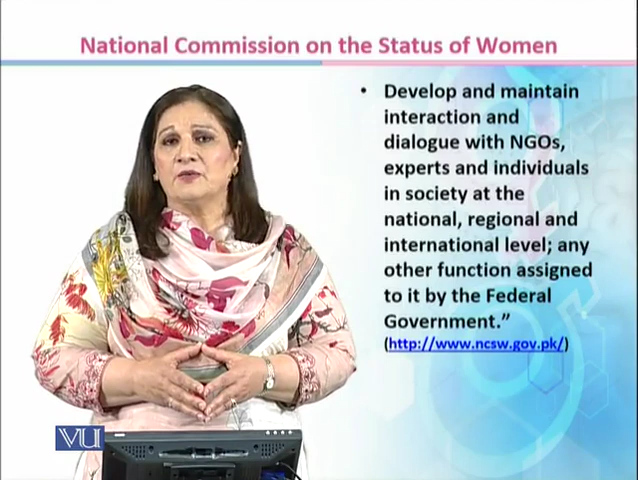 National Commission on the Status of Women
• Develop and maintain
interaction and
dialogue with NGOs,
experts and individuals
in society at the
national, regional and
international level; any
other function assigned
to it by the Federal
Government.”
(http://www.ncsw.gov.pk/)
VU